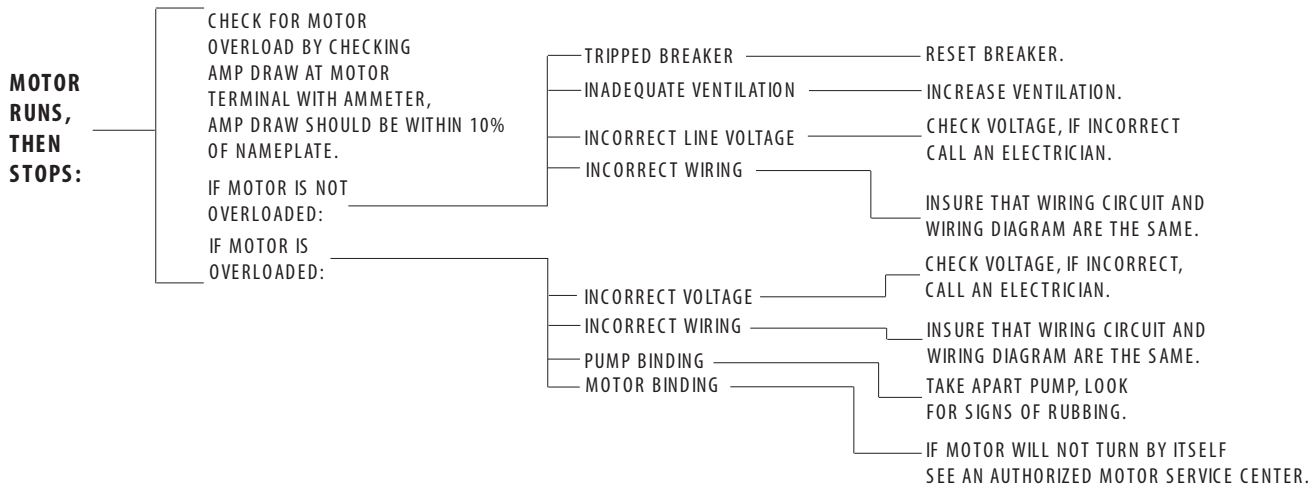 MOTOR
RUNS,
THEN
STOPS:
CHECK FOR MOTOR
OVERLOAD BY CHECKING
AMP DRAW AT MOTOR
TERMINAL WITH AMMETER,
AMP DRAW SHOULD BE WITHIN 10%
OF NAMEPLATE.
IF MOTOR IS NOT
OVERLOADED:
TRIPPED BREAKER
RESET BREAKER.
INADEQUATE VENTILATION
INCREASE VENTILATION.
INCORRECT LINE VOLTAGE
CHECK VOLTAGE, IF INCORRECT
CALL AN ELECTRICIAN.
INCORRECT WIRING
INSURE THAT WIRING CIRCUIT AND
WIRING DIAGRAM ARE THE SAME.
IF MOTOR IS
OVERLOADED:
INCORRECT VOLTAGE
CHECK VOLTAGE, IF INCORRECT,
CALL AN ELECTRICIAN.
INCORRECT WIRING
INSURE THAT WIRING CIRCUIT AND
WIRING DIAGRAM ARE THE SAME.
PUMP BINDING
TAKE APART PUMP, LOOK
FOR SIGNS OF RUBBING.
MOTOR BINDING
IF MOTOR WILL NOT TURN BY ITSELF
SEE AN AUTHORIZED MOTOR SERVICE CENTER.